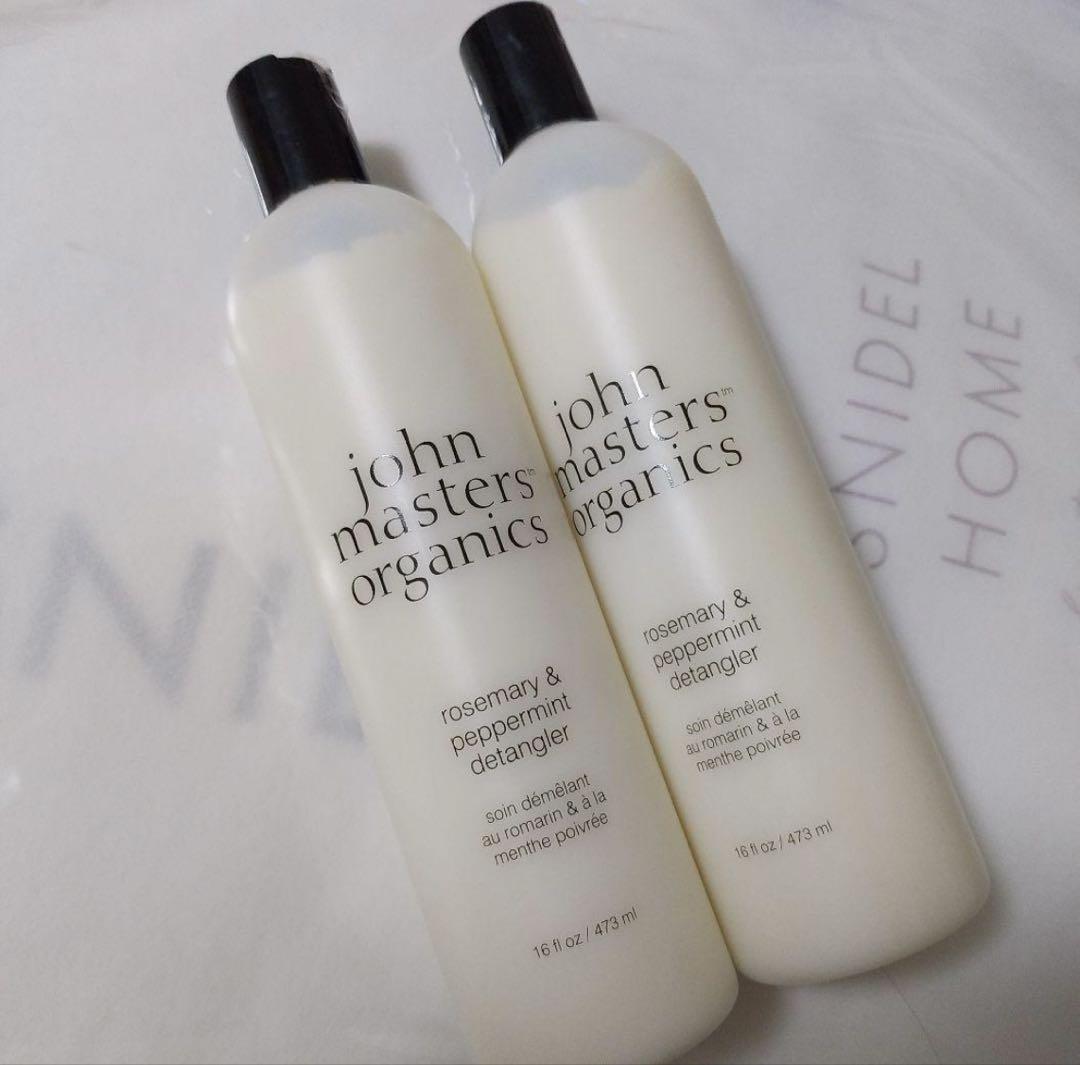 john
masters™
organics
rosemary &
peppermint
detangler
soin démêlant
au romarin & à la
menthe poivrée
16 fl oz / 473 ml
john
masters™
organics
rosemary &
peppermint
detangler
soin démêlant
au romarin & à la
menthe poivrée
16 fl oz / 473 ml
SNIDEL
HOME